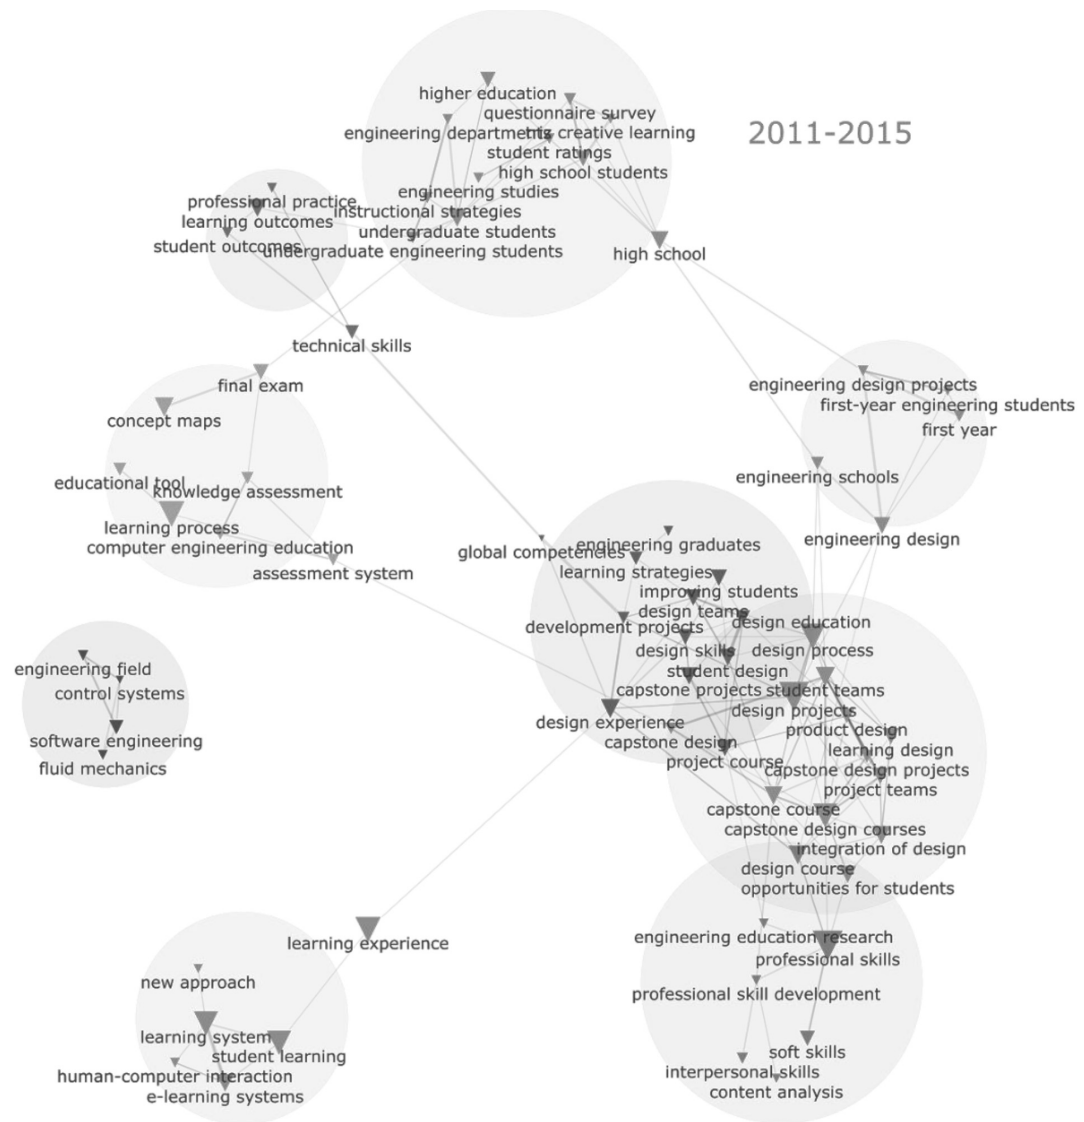 higher education
questionnaire survey
2011-2015
engineering departments
the creative learning
student ratings
high school students
engineering studies
professional practice
instructional strategies
learning outcomes
undergraduate students
student outcomes
undergraduate engineering students
high school
technical skills
final exam
engineering design projects
first-year engineering students
concept maps
first year
engineering schools
educational tool
knowledge assessment
learning process
computer engineering education
engineering design
engineering graduates
global competencies
assessment system
learning strategies
improving students
design teams
design education
development projects
design skills
design process
engineering field
student design
control systems
capstone projects
student teams
design projects
design experience
product design
software engineering
capstone design
learning design
project course
capstone design projects
fluid mechanics
project teams
capstone course
capstone design courses
integration of design
design course
opportunities for students
engineering education research
learning experience
professional skills
new approach
professional skill development
learning system
soft skills
student learning
interpersonal skills
human-computer interaction
content analysis
e-learning systems